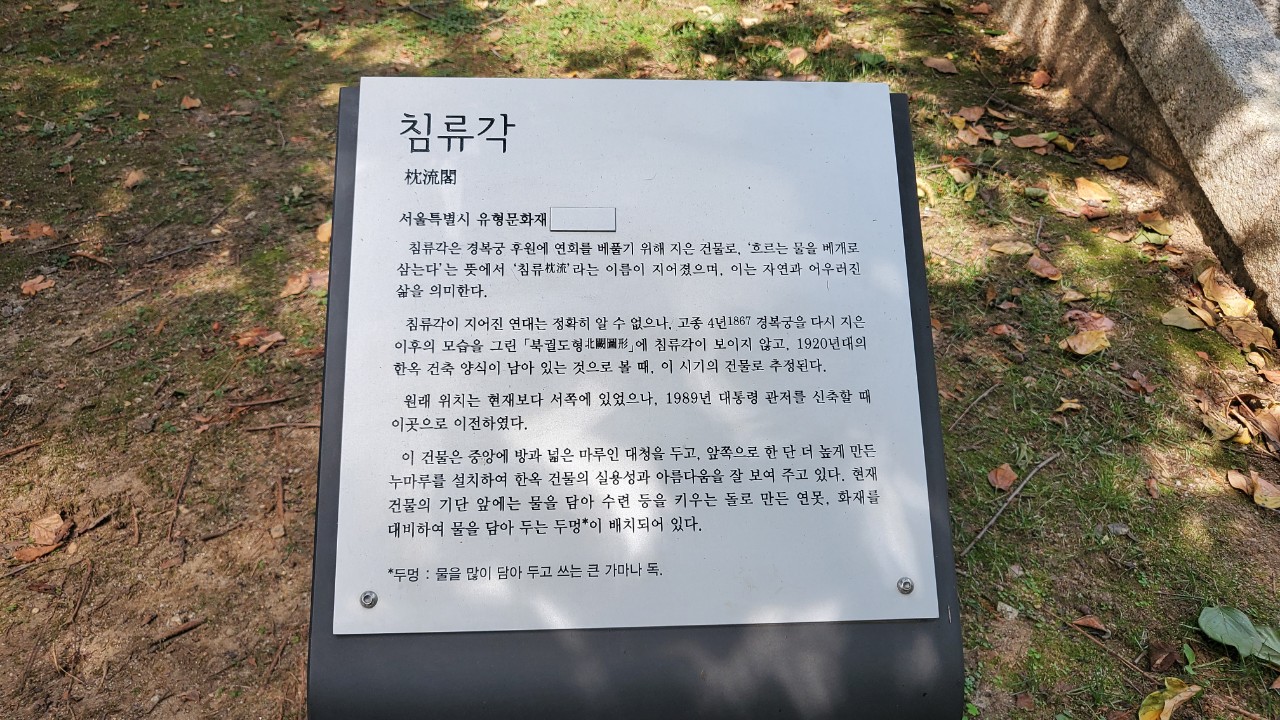 침류각
枕流閣
서울특별시 유형문화재
침류각은 경복궁 후원에 연회를 베풀기 위해 지은 건물로, ‘흐르는 물을 베개로
삼는다’는 뜻에서 ‘침류枕流’라는 이름이 지어졌으며, 이는 자연과 어우러진
삶을 의미한다.
침류각이 지어진 연대는 정확히 알 수 없으나, 고종 4년1867 경복궁을 다시 지은
이후의 모습을 그린 「북궐도형北闕圖形」에 침류각이 보이지 않고, 1920년대의
한옥 건축 양식이 남아 있는 것으로 볼 때, 이 시기의 건물로 추정된다.
원래 위치는 현재보다 서쪽에 있었으나, 1989년 대통령 관저를 신축할 때
이곳으로 이전하였다.
이 건물은 중앙에 방과 넓은 마루인 대청을 두고, 앞쪽으로 한 단 더 높게 만든
누마루를 설치하여 한옥 건물의 실용성과 아름다움을 잘 보여 주고 있다. 현재
건물의 기단 앞에는 물을 담아 수련 등을 키우는 돌로 만든 연못, 화재를
대비하여 물을 담아 두는 두멍*이 배치되어 있다.
*두멍 : 물을 많이 담아 두고 쓰는 큰 가마나 독.